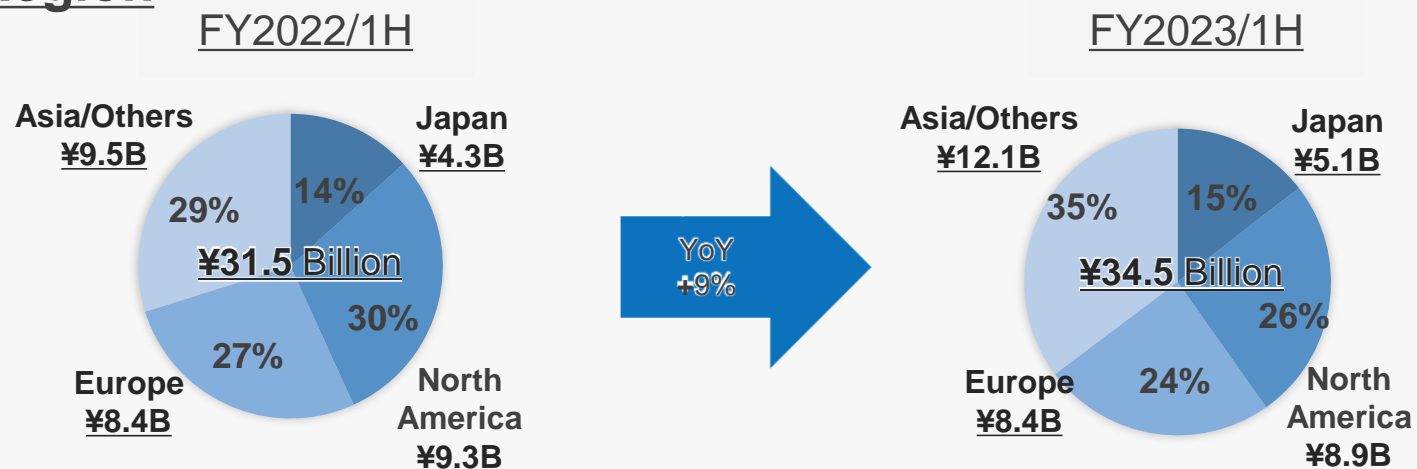 FY2022/1H
Asia/Others
¥9.5B
Japan
¥4.3B
29%
14%
¥31.5 Billion
30%
27%
Europe
¥8.4B
North
America
¥9.3B
YoY
+9%
FY2023/1H
Asia/Others
¥12.1B
Japan
¥5.1B
35%
15%
¥34.5 Billion
26%
24%
Europe
¥8.4B
North
America
¥8.9B